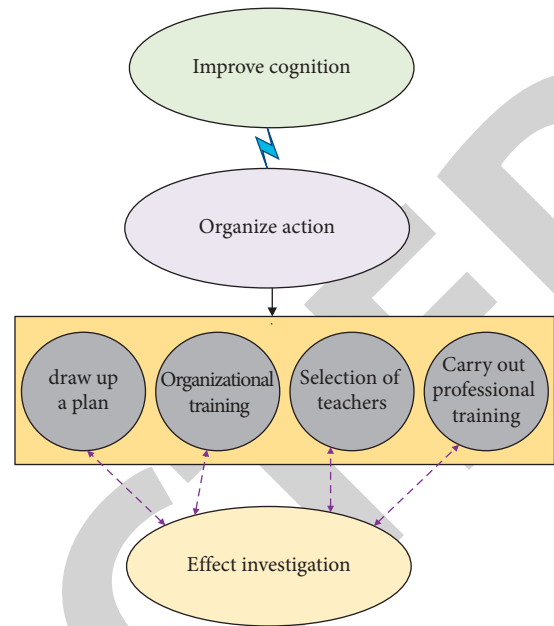 Improve cognition
Organize action
draw up
a plan
Organizational
training
Selection of
teachers
Carry out
professional
training
Effect investigation